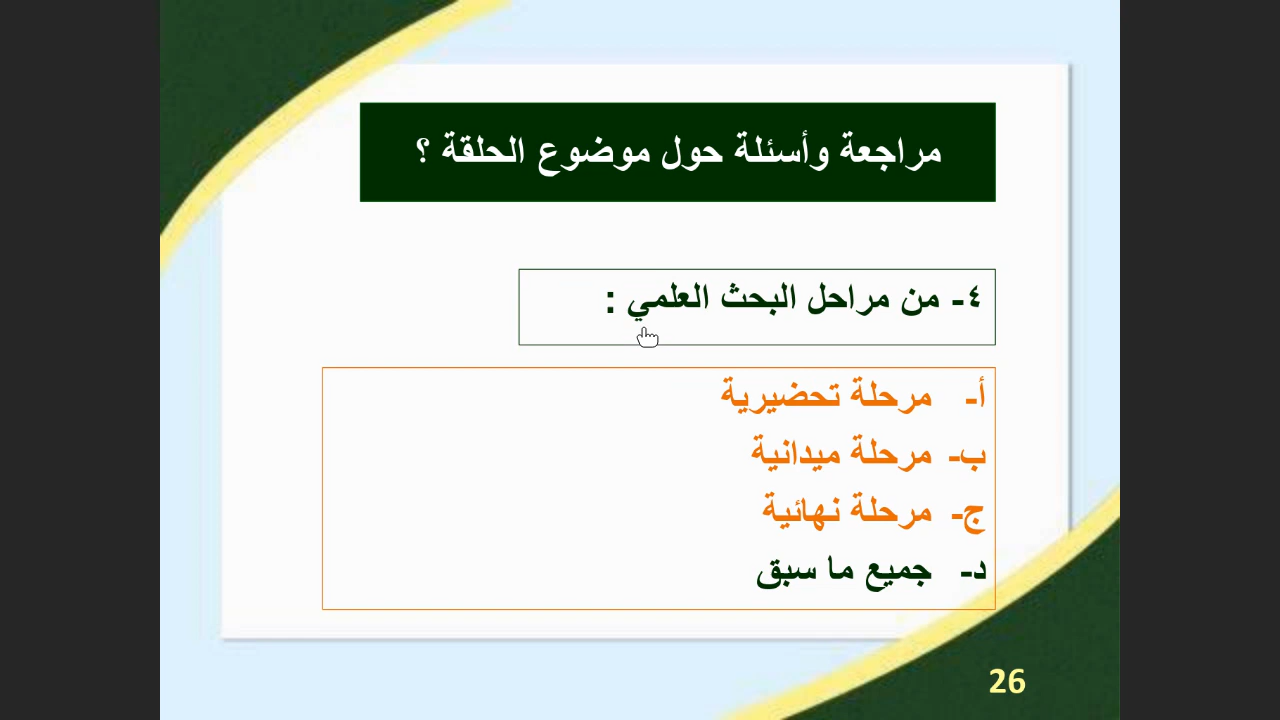 مراجعة وأسئلة حول موضوع الحلقة ؟
٤- من مراحل البحث العلمي :
أ- مرحلة تحضيرية
ب- مرحلة ميدانية
ج- مرحلة نهائية
د- جميع ما سبق
26